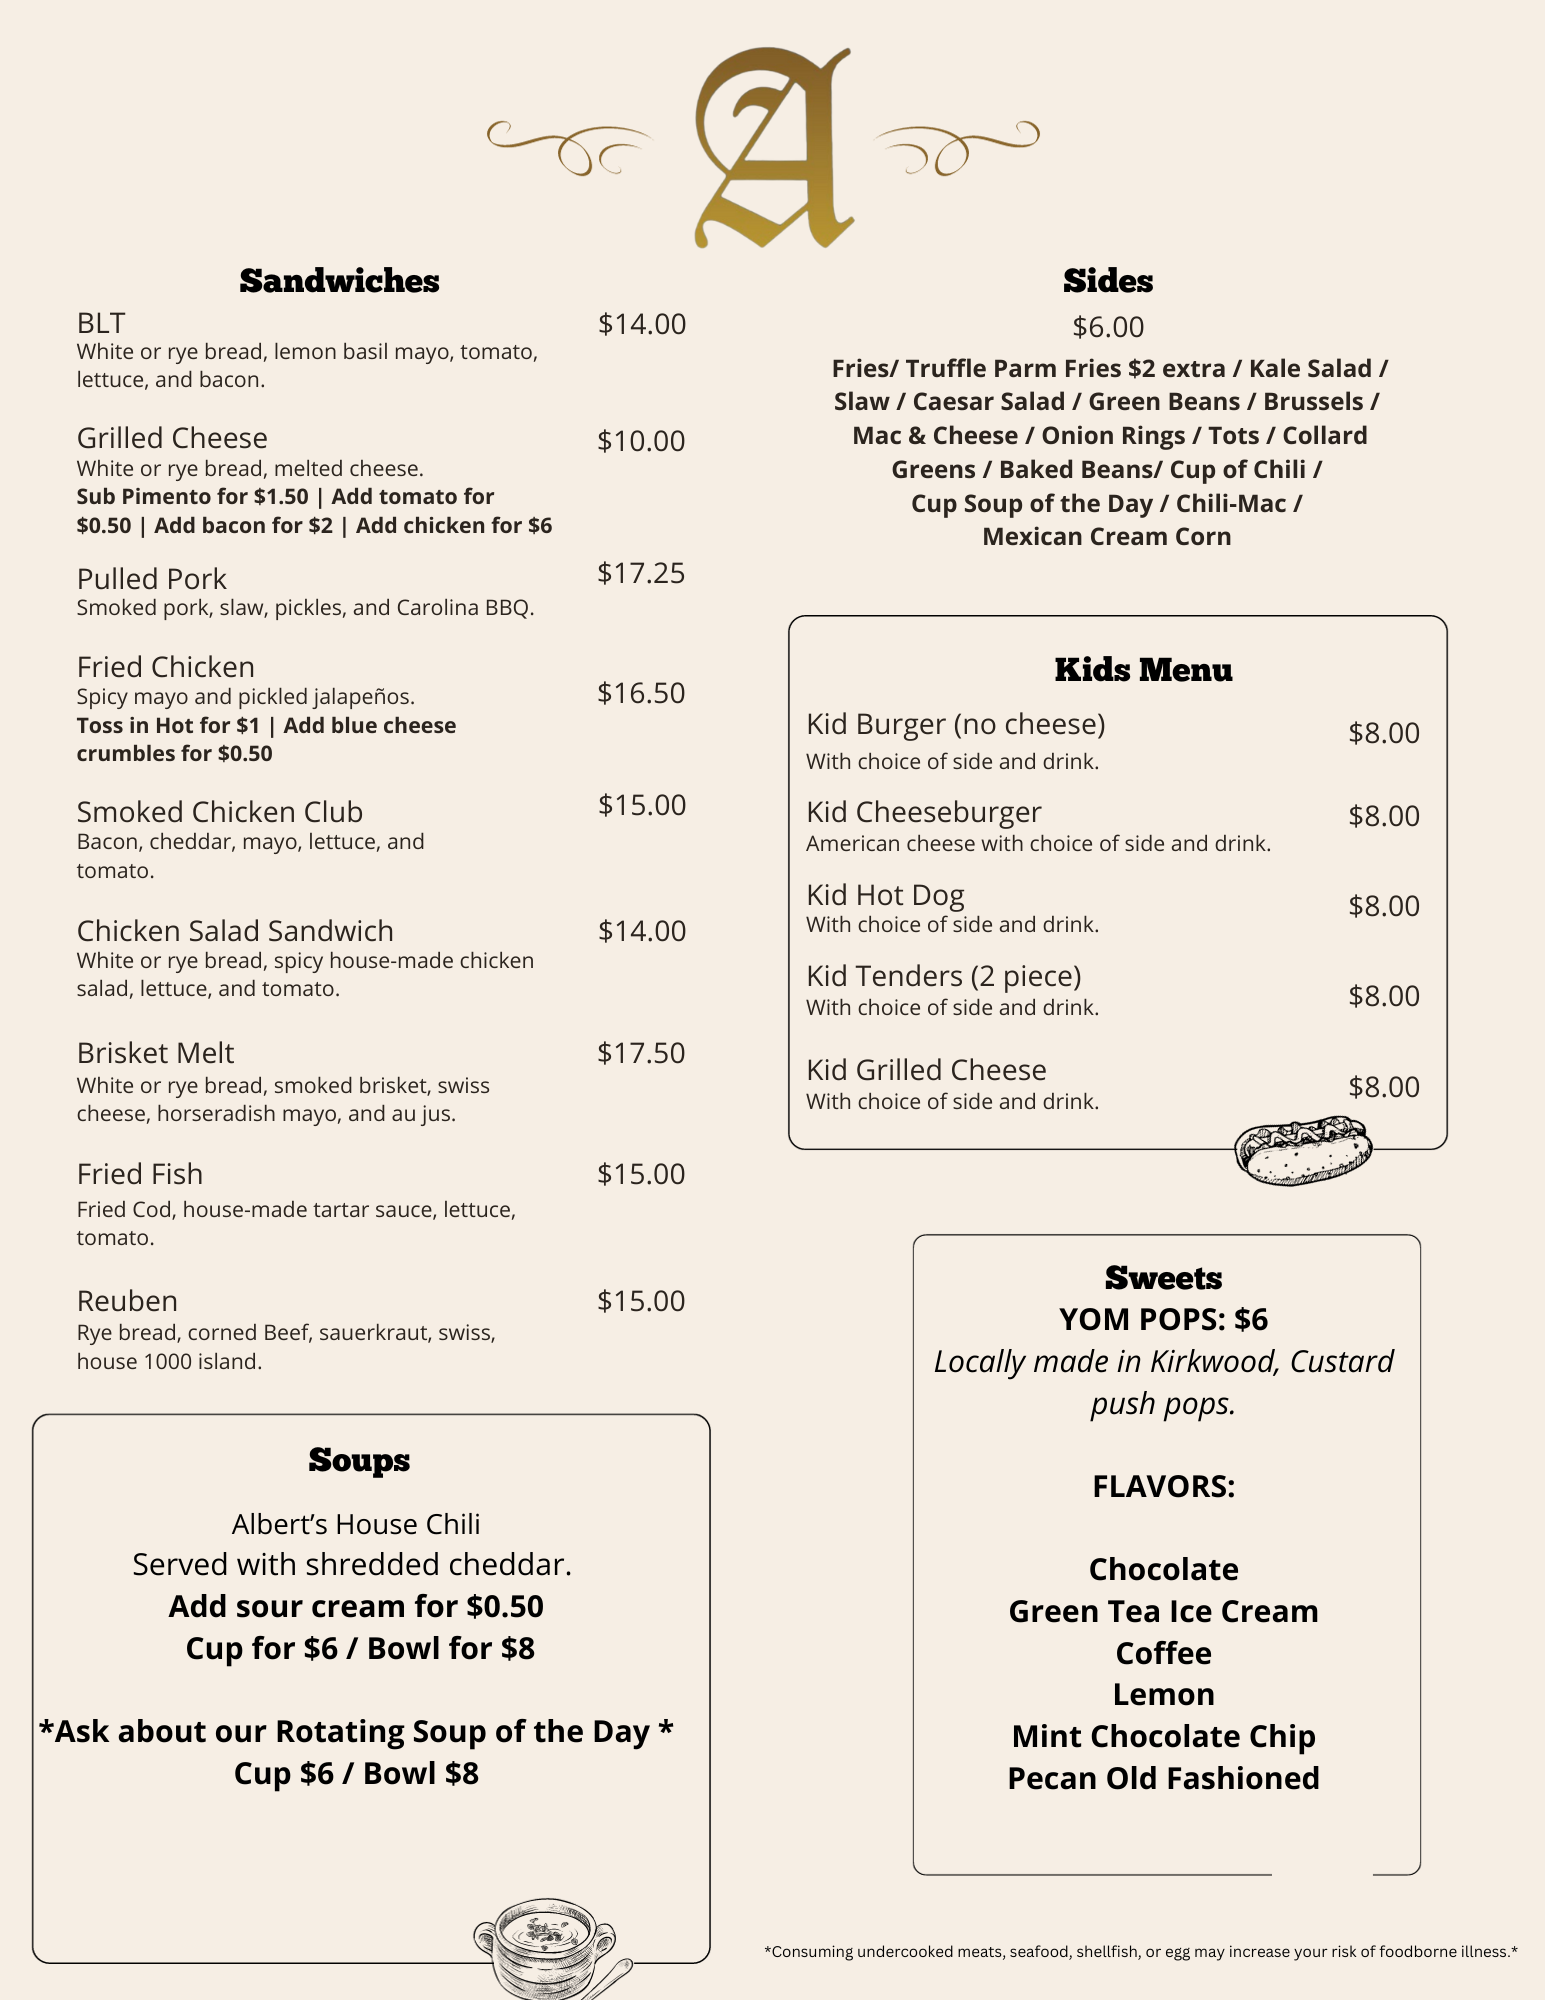 A
Sandwiches
BLT
$14.00
White or rye bread, lemon basil mayo, tomato,
lettuce, and bacon.
Grilled Cheese
$10.00
White or rye bread, melted cheese.
Sub Pimento for $1.50 | Add tomato for
$0.50 | Add bacon for $2 | Add chicken for $6
Pulled Pork
$17.25
Smoked pork, slaw, pickles, and Carolina BBQ.
Fried Chicken
$16.50
Spicy mayo and pickled jalapeños.
Toss in Hot for $1 | Add blue cheese
crumbles for $0.50
Smoked Chicken Club
$15.00
Bacon, cheddar, mayo, lettuce, and
tomato.
Chicken Salad Sandwich
$14.00
White or rye bread, spicy house-made chicken
salad, lettuce, and tomato.
Brisket Melt
$17.50
White or rye bread, smoked brisket, swiss
cheese, horseradish mayo, and au jus.
Fried Fish
$15.00
Fried Cod, house-made tartar sauce, lettuce,
tomato.
Reuben
$15.00
Rye bread, corned Beef, sauerkraut, swiss,
house 1000 island.
Soups
Albert’s House Chili
Served with shredded cheddar.
Add sour cream for $0.50
Cup for $6 / Bowl for $8
*Ask about our Rotating Soup of the Day *
Cup $6 / Bowl $8
Sides
$6.00
Fries/ Truffle Parm Fries $2 extra / Kale Salad /
Slaw / Caesar Salad / Green Beans / Brussels /
Mac & Cheese / Onion Rings / Tots / Collard
Greens / Baked Beans/ Cup of Chili /
Cup Soup of the Day / Chili-Mac /
Mexican Cream Corn
Kids Menu
Kid Burger (no cheese)
$8.00
With choice of side and drink.
Kid Cheeseburger
$8.00
American cheese with choice of side and drink.
Kid Hot Dog
$8.00
With choice of side and drink.
Kid Tenders (2 piece)
$8.00
With choice of side and drink.
Kid Grilled Cheese
$8.00
With choice of side and drink.
Sweets
YOM POPS: $6
Locally made in Kirkwood, Custard
push pops.
FLAVORS:
Chocolate
Green Tea Ice Cream
Coffee
Lemon
Mint Chocolate Chip
Pecan Old Fashioned
*Consuming undercooked meats, seafood, shellfish, or egg may increase your risk of foodborne illness.*